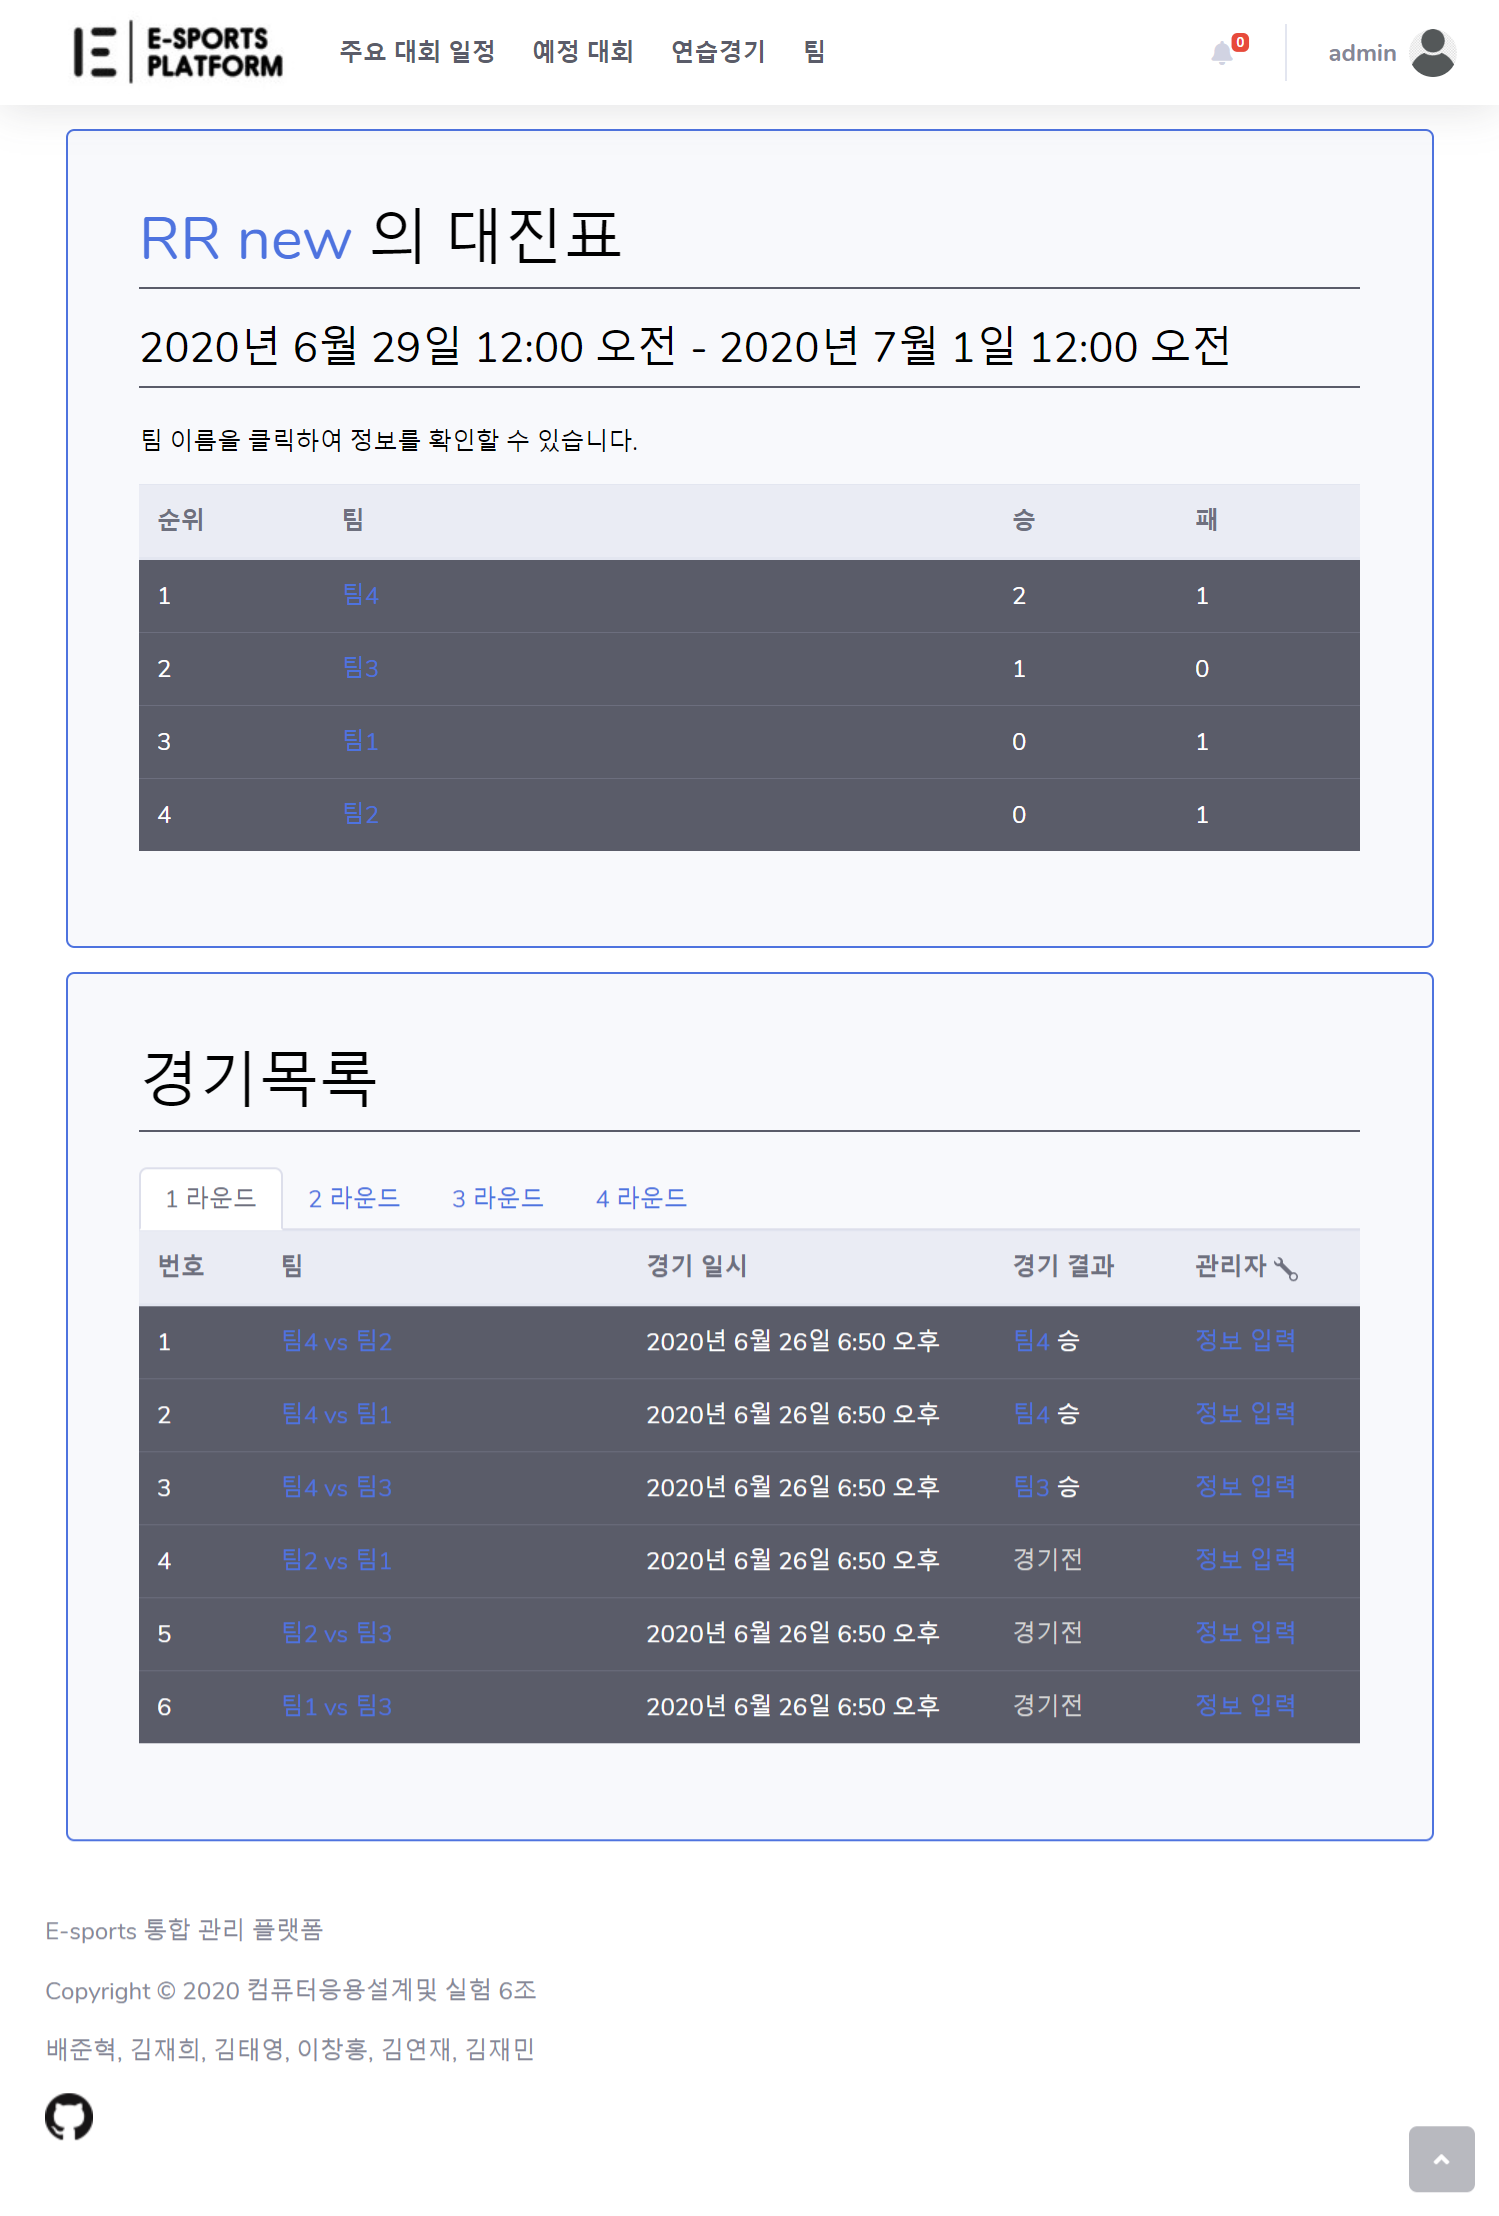 E-SPORTS
PLATFORM
주요 대회 일정 예정 대회 연습경기 팀 0 admin
RR new 의 대진표
2020년 6월 29일 12:00 오전 - 2020년 7월 1일 12:00 오전
팀 이름을 클릭하여 정보를 확인할 수 있습니다.
순위 팀 승 패
1 팀4 2 1
2 팀3 1 0
3 팀1 0 1
4 팀2 0 1
경기목록
1 라운드 2 라운드 3 라운드 4 라운드
번호 팀 경기 일시 경기 결과 관리자
1 팀4 vs 팀2 2020년 6월 26일 6:50 오후 팀4 승 정보 입력
2 팀4 vs 팀1 2020년 6월 26일 6:50 오후 팀4 승 정보 입력
3 팀4 vs 팀3 2020년 6월 26일 6:50 오후 팀3 승 정보 입력
4 팀2 vs 팀1 2020년 6월 26일 6:50 오후 경기전 정보 입력
5 팀2 vs 팀3 2020년 6월 26일 6:50 오후 경기전 정보 입력
6 팀1 vs 팀3 2020년 6월 26일 6:50 오후 경기전 정보 입력
E-sports 통합 관리 플랫폼
Copyright © 2020 컴퓨터응용설계및 실험 6조
배준혁, 김재희, 김태영, 이창홍, 김연재, 김재민